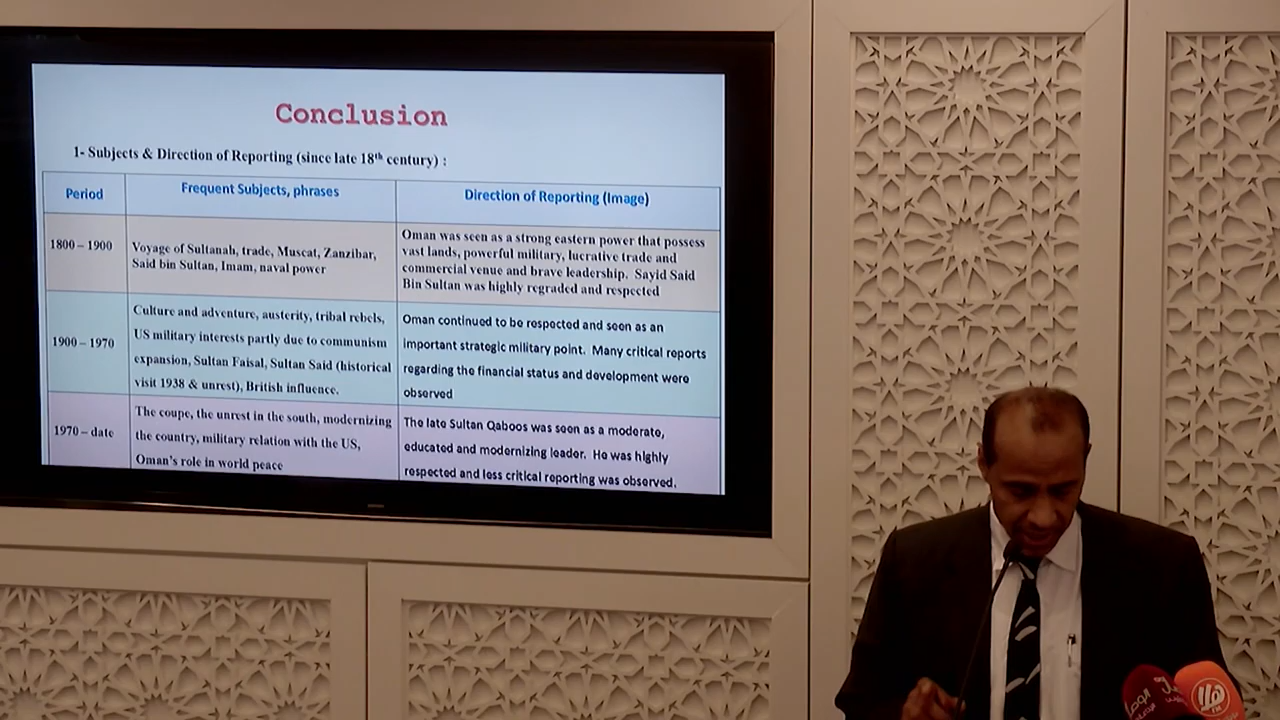 Conclusion
1- Subjects & Direction of Reporting (since late 18th century) :
Period
Frequent Subjects, phrases
Direction of Reporting (Image)
1800 – 1900
Voyage of Sultanah, trade, Muscat, Zanzibar,
Said bin Sultan, Imam, naval power
Oman was seen as a strong eastern power that possess
vast lands, powerful military, lucrative trade and
commercial venue and brave leadership. Sayid Said
Bin Sultan was highly regraded and respected
1900 – 1970
Culture and adventure, austerity, tribal rebels,
US military interests partly due to communism
expansion, Sultan Faisal, Sultan Said (historical
visit 1938 & unrest), British influence.
Oman continued to be respected and seen as an
important strategic military point. Many critical reports
regarding the financial status and development were
observed
1970 – date
The coupe, the unrest in the south, modernizing
the country, military relation with the US,
Oman's role in world peace
The late Sultan Qaboos was seen as a moderate,
educated and modernizing leader. He was highly
respected and less critical reporting was observed.
هلا
FM